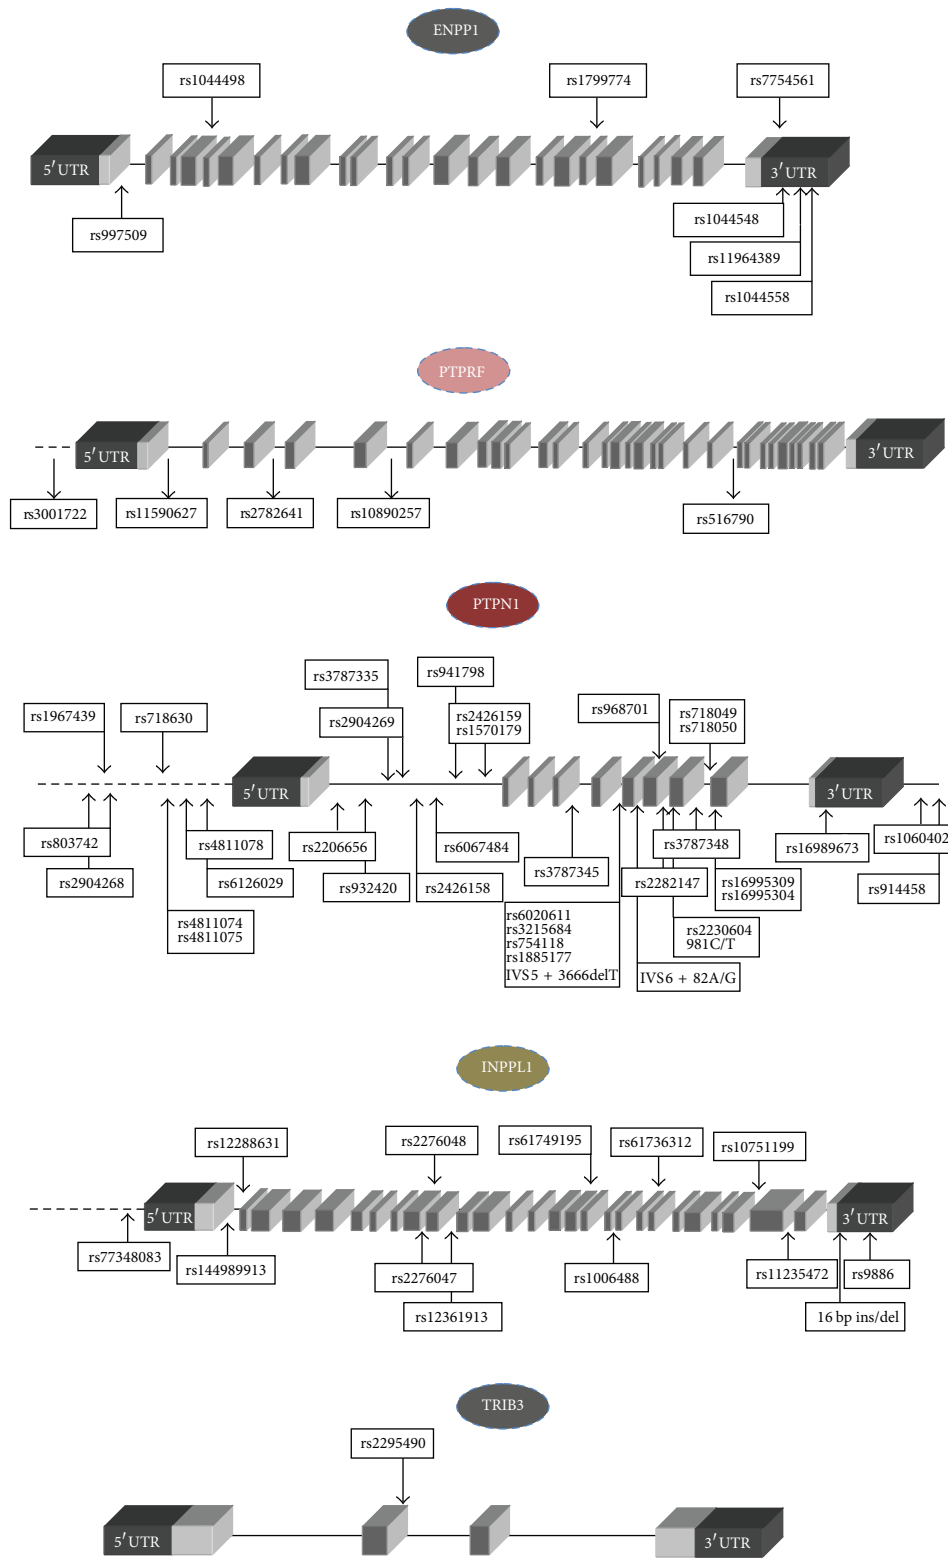 ENPP1
rs1044498
rs1799774
rs7754561
5′ UTR
3′ UTR
rs997509
rs1044548
rs11964389
rs1044558
PTPRF
5′ UTR
3′ UTR
rs3001722
rs11590627
rs2782641
rs10890257
rs516790
PTPN1
rs3787335
rs941798
rs1967439
rs718630
rs2904269
rs2426159
rs1570179
rs968701
rs718049
rs718050
5′ UTR
3′ UTR
rs803742
rs4811078
rs2206656
rs6067484
rs3787345
rs3787348
rs16989673
rs1060402
rs2904268
rs6126029
rs932420
rs2426158
rs2282147
rs16995309
rs16995304
rs914458
rs4811074
rs4811075
rs6020611
rs3215684
rs754118
rs1885177
IVS5 + 3666delT
rs2230604
981C/T
IVS6 + 82A/G
INPPL1
rs12288631
rs2276048
rs61749195
rs61736312
rs10751199
5′ UTR
3′ UTR
rs77348083
rs144989913
rs2276047
rs1006488
rs11235472
rs9886
rs12361913
16 bp ins/del
TRIB3
rs2295490
5′ UTR
3′ UTR